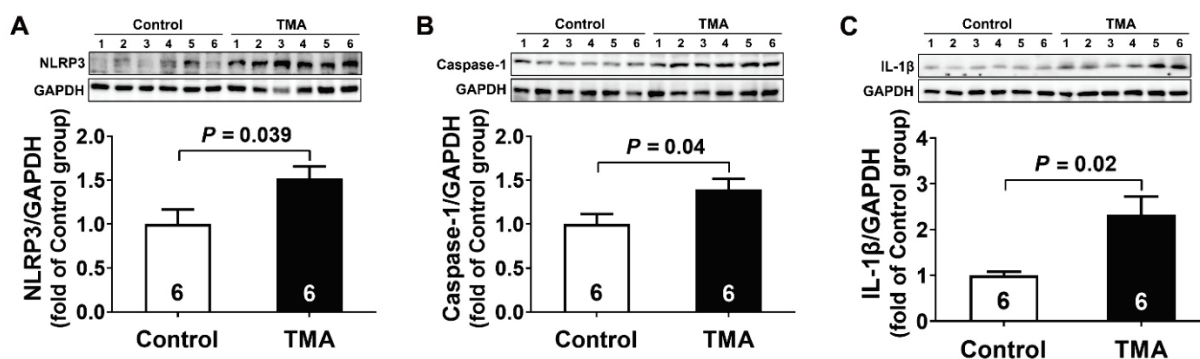 A
Control TMA
1 2 3 4 5 6 1 2 3 4 5 6
NLRP3
GAPDH
NLRP3/GAPDH
(fold of Control group)
2.0
1.5
1.0
0.5
0.0
P = 0.039
6 6
Control TMA
B
Control TMA
1 2 3 4 5 6 1 2 3 4 5 6
Caspase-1
GAPDH
Caspase-1/GAPDH
(fold of Control group)
2.0
1.5
1.0
0.5
0.0
P = 0.04
6 6
Control TMA
C
Control TMA
1 2 3 4 5 6 1 2 3 4 5 6
IL-1β
GAPDH
IL-1β/GAPDH
(fold of Control group)
4
3
2
1
0
P = 0.02
6 6
Control TMA